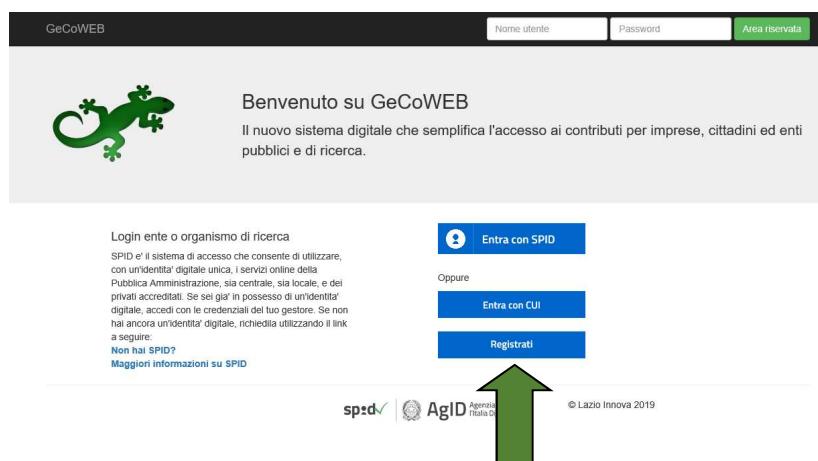 GeCoWEB
Nome utente
Password
Area riservata
Benvenuto su GeCoWEB
Il nuovo sistema digitale che semplifica l'accesso ai contributi per imprese, cittadini ed enti
pubblici e di ricerca.
Login ente o organismo di ricerca
SPID e' il sistema di accesso che consente di utilizzare,
con un'identita' digitale unica, i servizi online della
Pubblica Amministrazione, sia centrale, sia locale, e dei
privati accreditati. Se sei gia' in possesso di un'identita'
digitale, accedi con le credenziali del tuo gestore. Se non
hai ancora un'identita' digitale, richiedila utilizzando il link
a seguire:
Non hai SPID?
Maggiori informazioni su SPID
Entra con SPID
Oppure
Entra con CUI
Registrati
spid
AgID
Agenzia
l'Italia Di
© Lazio Innova 2019